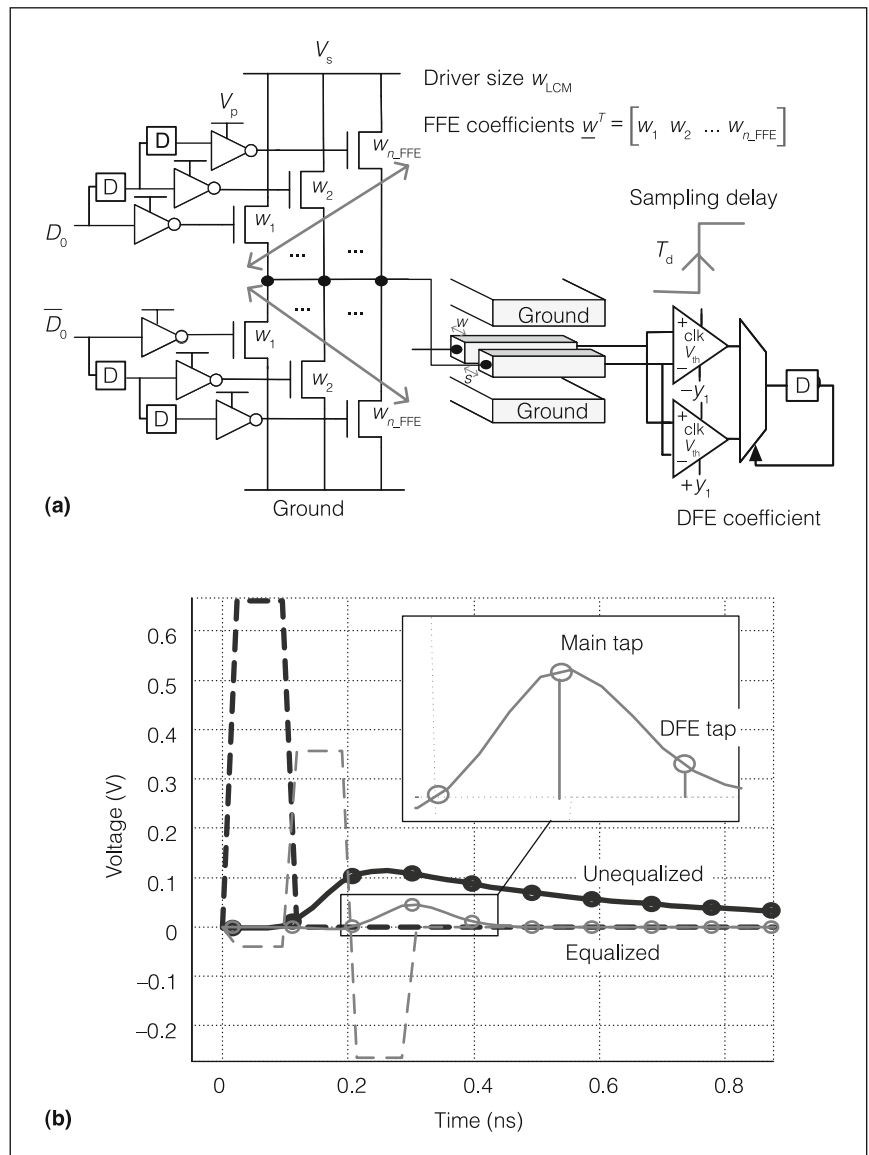 V_s
Driver size w_LCM
V_p
FFE coefficients w^T = [w_1 w_2 ... w_n_FFE]
D
w_n_FFE
D
w_2
Sampling delay
D_0
w_1
T_d
... ...
Ground
D̅_0
... ...
w
+ clk V_th −
w_1
−y_1
D
D
w_2
s
D
w_n_FFE
Ground
+ clk V_th −
+y_1
(a)
Ground
DFE coefficient
Main tap
DFE tap
Unequalized
Equalized
Voltage (V)
0.6
0.5
0.4
0.3
0.2
0.1
0
−0.1
−0.2
0 0.2 0.4 0.6 0.8
Time (ns)
(b)